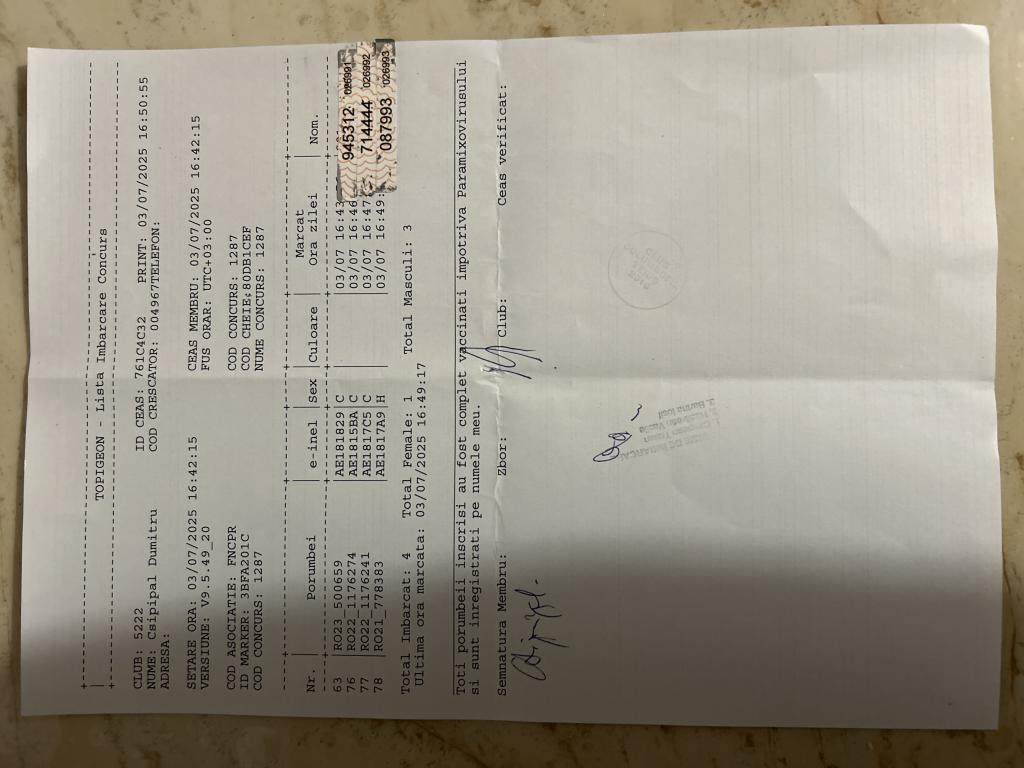 TOPIGEON - Lista Imbarcare Concurs
CLUB: 5222 ID CEAS: 761C4C32 PRINT: 03/07/2025 16:50:55
NUME: Csipipal Dumitru COD CRESCATOR: 004967TELEFON:
ADRESA:
SETARE ORA: 03/07/2025 16:42:15 CEAS MEMBRU: 03/07/2025 16:42:15
VERSIUNE: V9.5.49_20 FUS ORAR: UTC+03:00
COD ASOCIATIE: FNCPR COD CONCURS: 1287
ID MARKER: 3BFA201C COD CHEIE: 80DB1CEF
COD CONCURS: 1287 NUME CONCURS: 1287
Nr. | Porumbei | e-inel | Sex | Culoare | Marcat Ora zilei | Nom.
63 | RO23_500659 | AE181829 | C | | 03/07 16:43
76 | RO22_1176274 | AE1815BA | C | | 03/07 16:46
77 | RO22_1176241 | AE1817C5 | C | | 03/07 16:47
78 | RO21_778383 | AE1817A9 | H | | 03/07 16:49:
945312 026991
714444 026992
087993 026993
Total Imbarcat: 4 Total Female: 1 Total Masculi: 3
Ultima ora marcata: 03/07/2025 16:49:17
Toti porumbeii inscrisi au fost complet vaccinati impotriva Paramixovirusului
si sunt inregistrati pe numele meu.
Semnatura Membru: Zbor: Club: Ceas verificat: